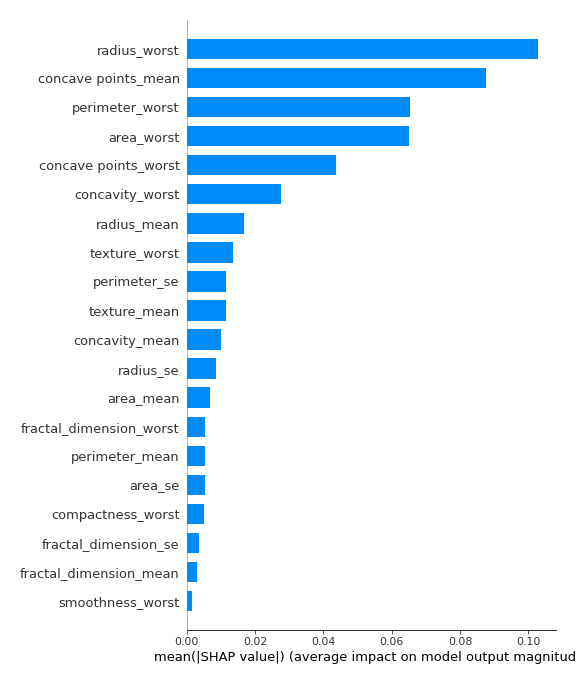 radius_worst
concave points_mean
perimeter_worst
area_worst
concave points_worst
concavity_worst
radius_mean
texture_worst
perimeter_se
texture_mean
concavity_mean
radius_se
area_mean
fractal_dimension_worst
perimeter_mean
area_se
compactness_worst
fractal_dimension_se
fractal_dimension_mean
smoothness_worst
0.00 0.02 0.04 0.06 0.08 0.10
mean(|SHAP value|) (average impact on model output magnitud